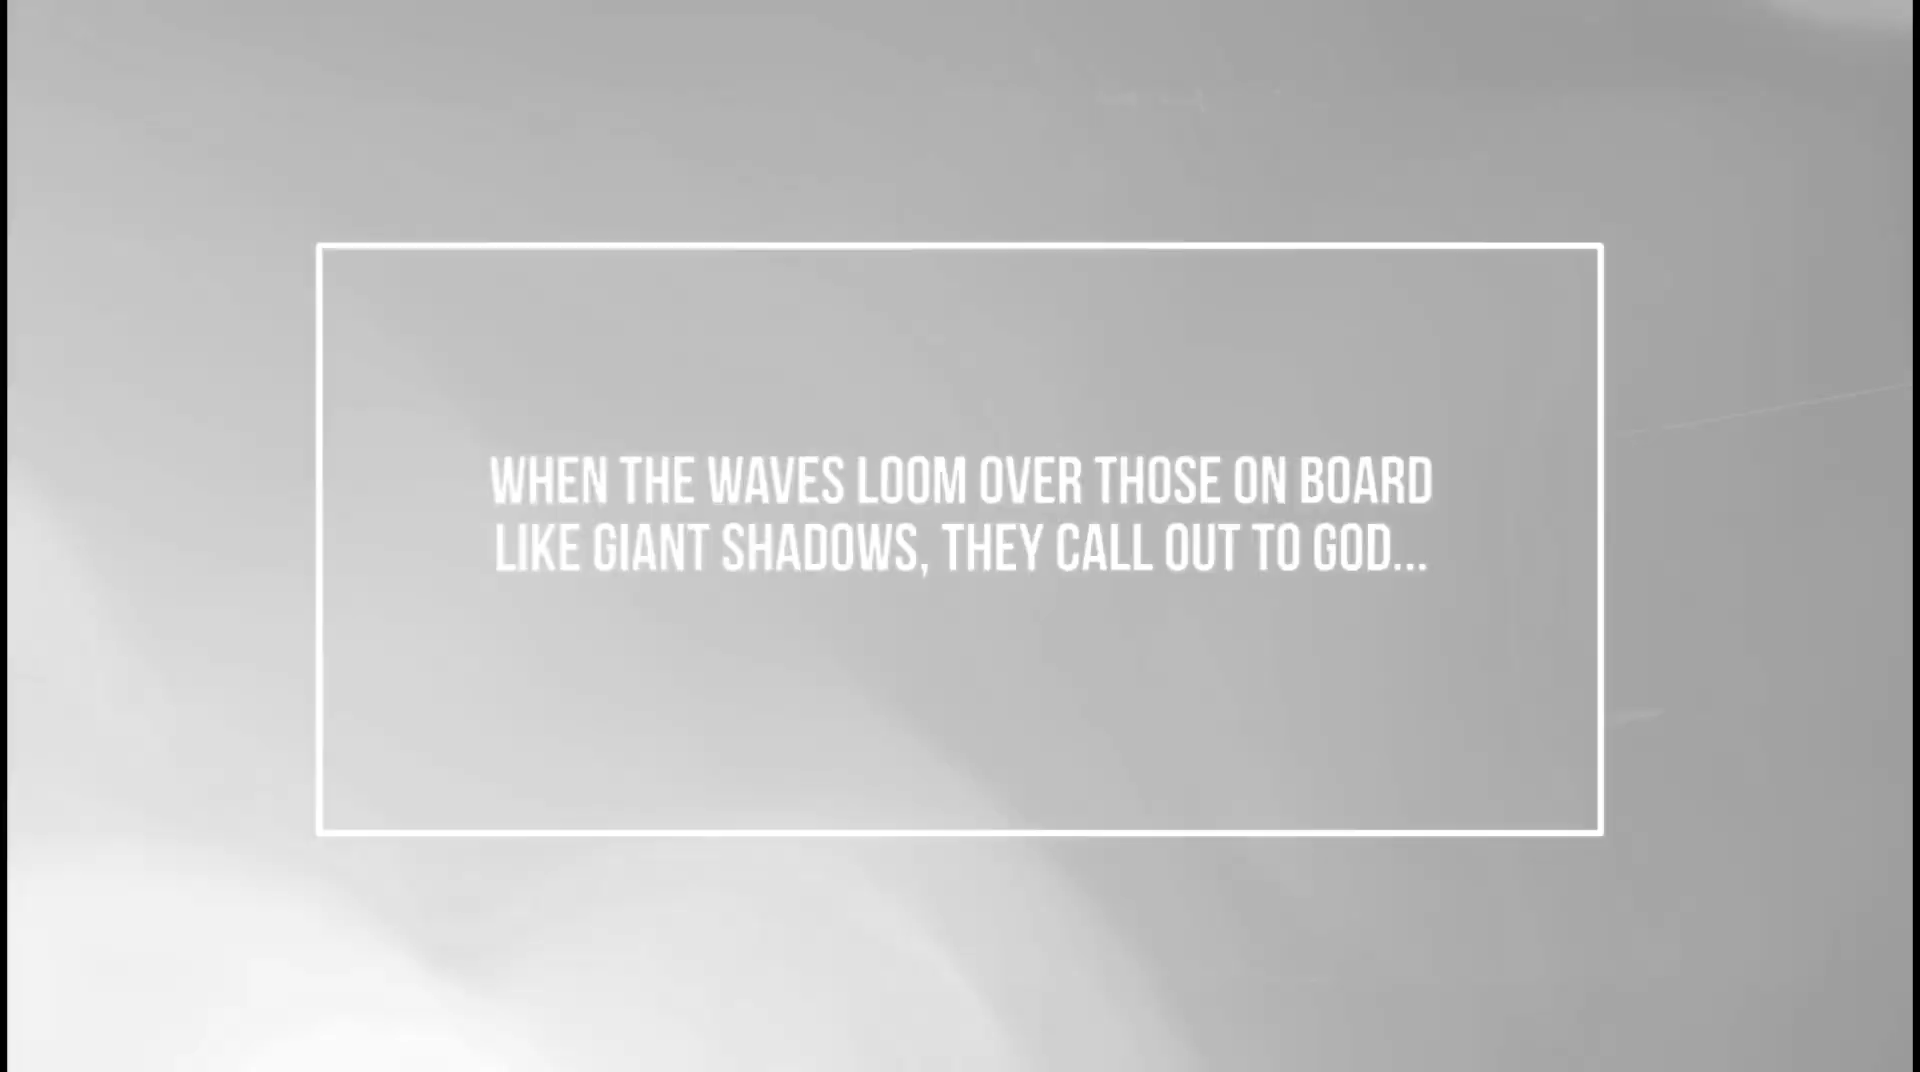 WHEN THE WAVES LOOM OVER THOSE ON BOARD
LIKE GIANT SHADOWS, THEY CALL OUT TO GOD...